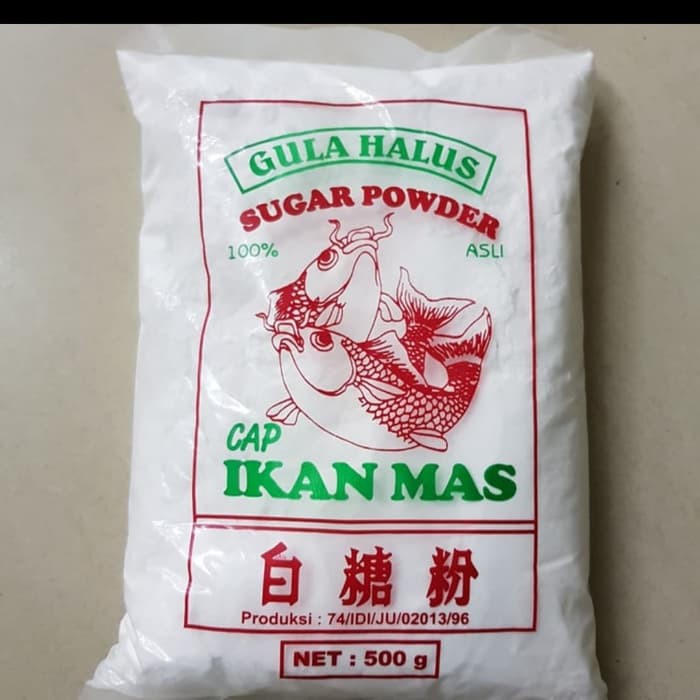 GULA HALUS
SUGAR POWDER
100% ASLI
CAP
IKAN MAS
白糖粉
Produksi : 74/IDI/JU/02013/96
NET : 500 g